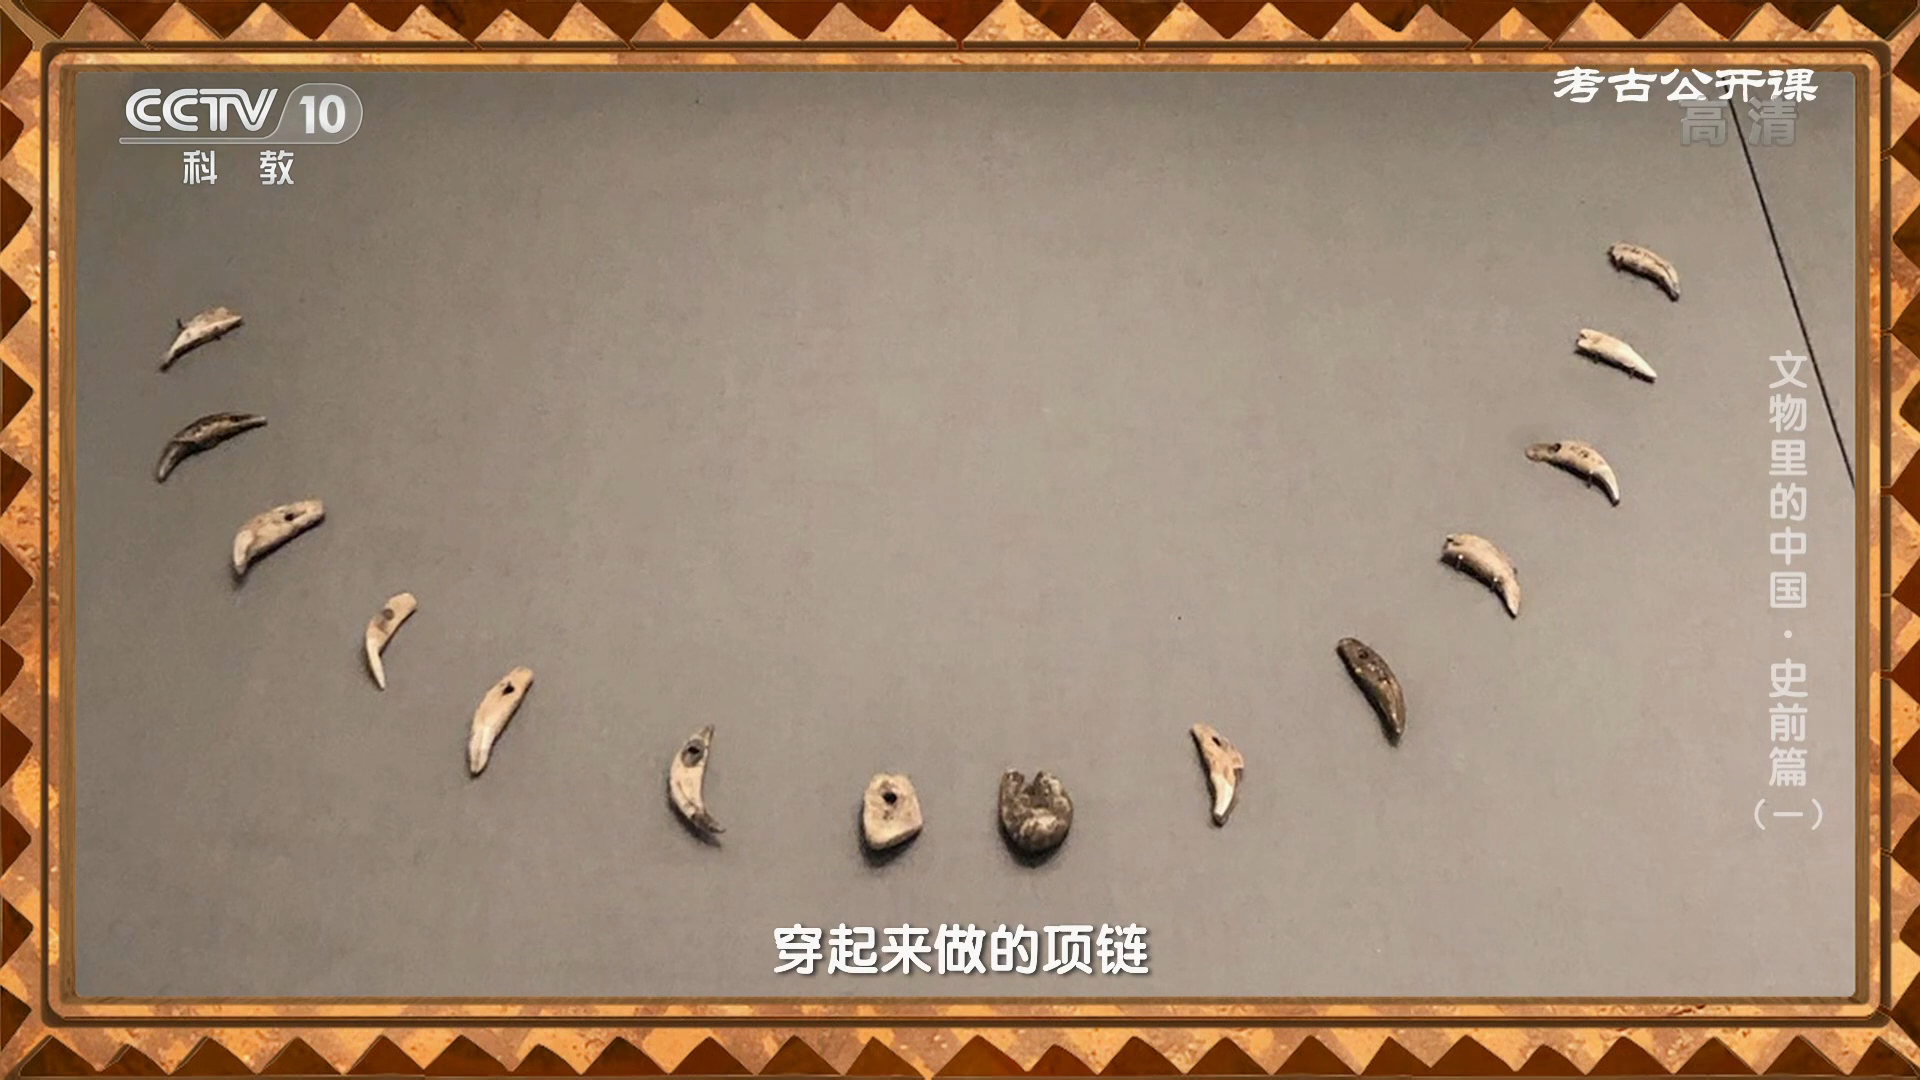 CCTV 10
科 教
考古公开课
高清
文物里的中国·史前篇(一)
穿起来做的项链